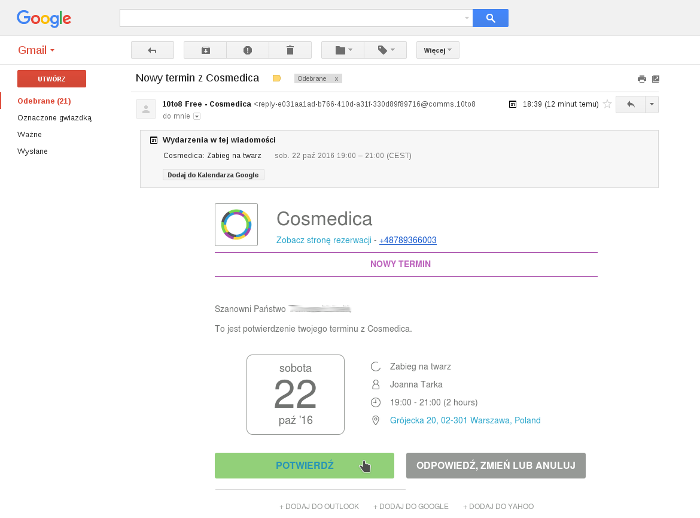 Google
Gmail
Więcej
UTWÓRZ
Odebrane (21)
Oznaczone gwiazdką
Ważne
Wysłane
Nowy termin z Cosmedica
Odebrane x
10to8 Free - Cosmedica <reply-e031aa1ad-b766-410d-a31f-330d89f89716@comms.10to8
18:39 (12 minut temu)
do mnie
Wydarzenia w tej wiadomości
Cosmedica: Zabieg na twarz sob. 22 paź 2016 19:00 – 21:00 (CEST)
Dodaj do Kalendarza Google
Cosmedica
Zobacz stronę rezerwacji - +48789366003
NOWY TERMIN
Szanowni Państwo
To jest potwierdzenie twojego terminu z Cosmedica.
sobota
22
paź '16
Zabieg na twarz
Joanna Tarka
19:00 - 21:00 (2 hours)
Grójecka 20, 02-301 Warszawa, Poland
POTWIERDŹ
ODPOWIEDŹ, ZMIEŃ LUB ANULUJ
+ DODAJ DO OUTLOOK + DODAJ DO GOOGLE + DODAJ DO YAHOO